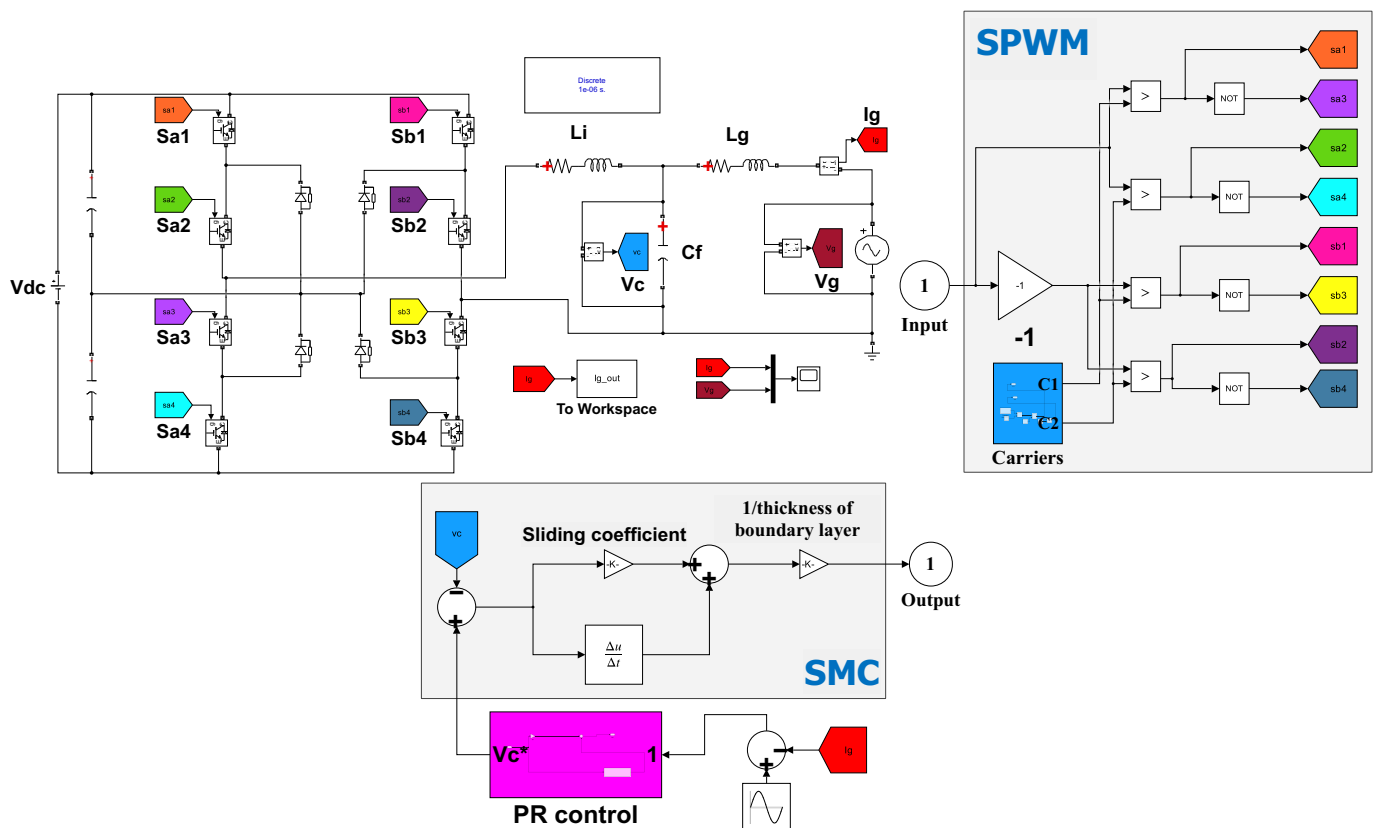 SPWM
sa1
sa3
sa2
sa4
sb1
sb3
sb2
sb4
>
NOT
>
NOT
>
NOT
>
NOT
1
Input
-1
-1
C1
C2
Carriers
Discrete
1e-06 s.
Vdc
sa1
Sa1
sa2
Sa2
sa3
Sa3
sa4
Sa4
sb1
Sb1
sb2
Sb2
sb3
Sb3
sb4
Sb4
Li
Lg
Ig
Ig
vc
Vc
Cf
Vg
Vg
Ig
Ig_out
To Workspace
Ig
Vg
vc
Sliding coefficient
1/thickness of
boundary layer
-K-
-K-
Δu
Δt
1
Output
SMC
Vc*
1
PR control
Ig